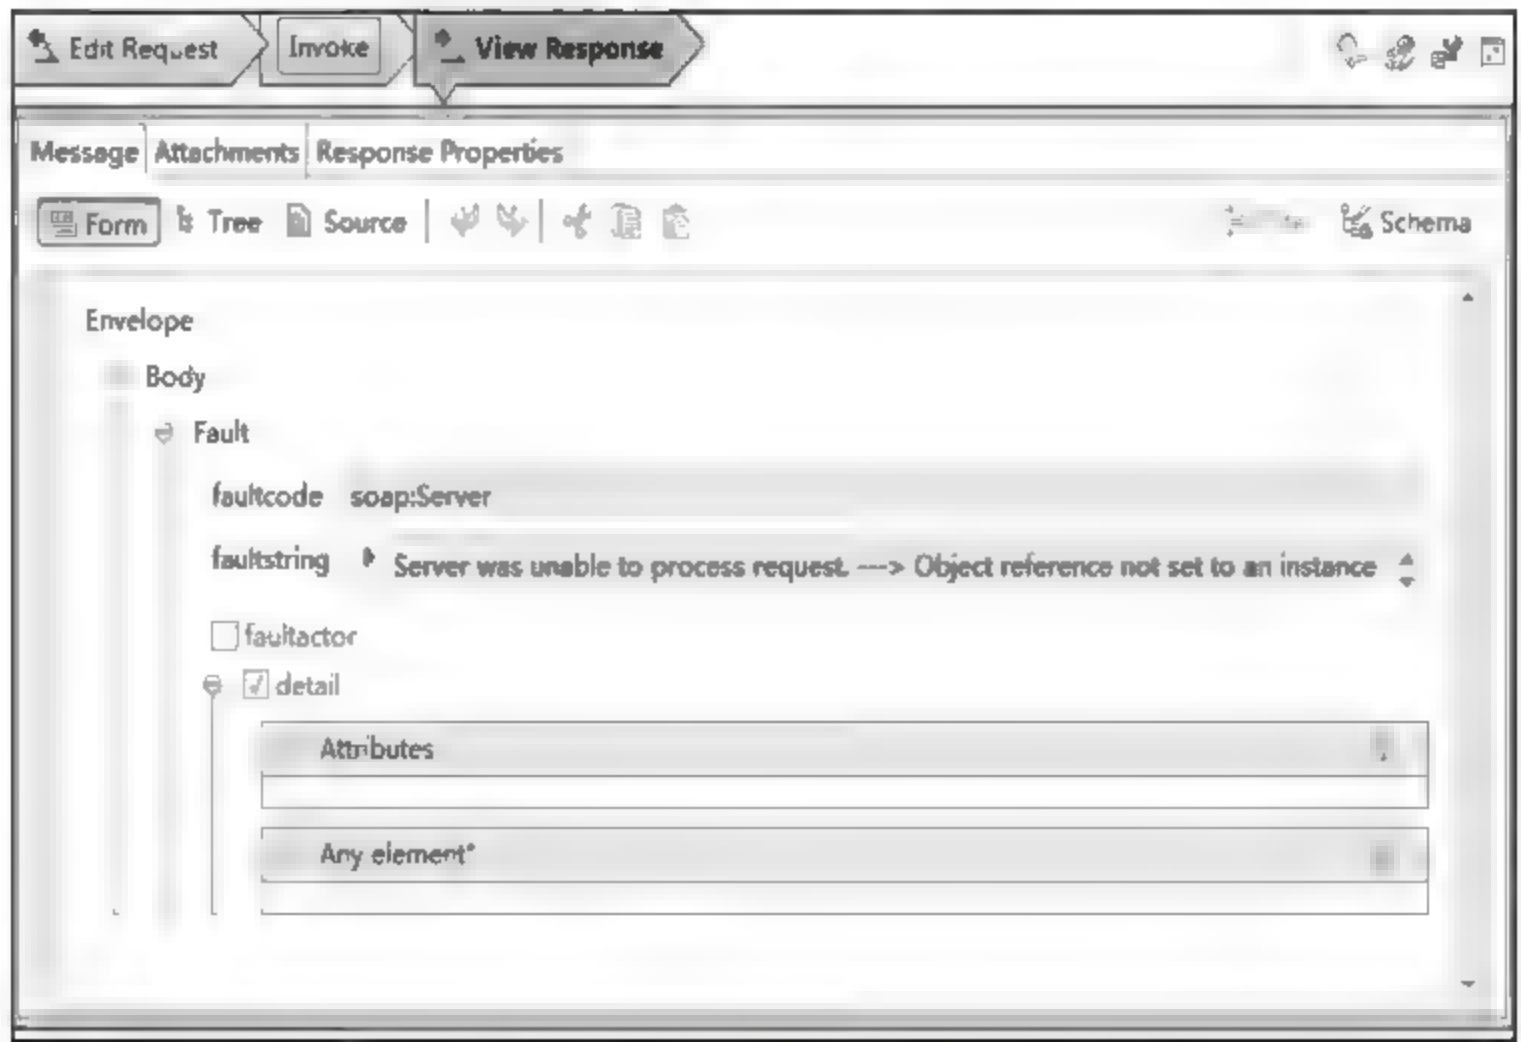 Edit Request Invoke View Response
Message Attachments Response Properties
Form Tree Source Schema
Envelope
Body
Fault
faultcode soap:Server
faultstring Server was unable to process request. ---> Object reference not set to an instance
faultactor
detail
Attributes
Any element*